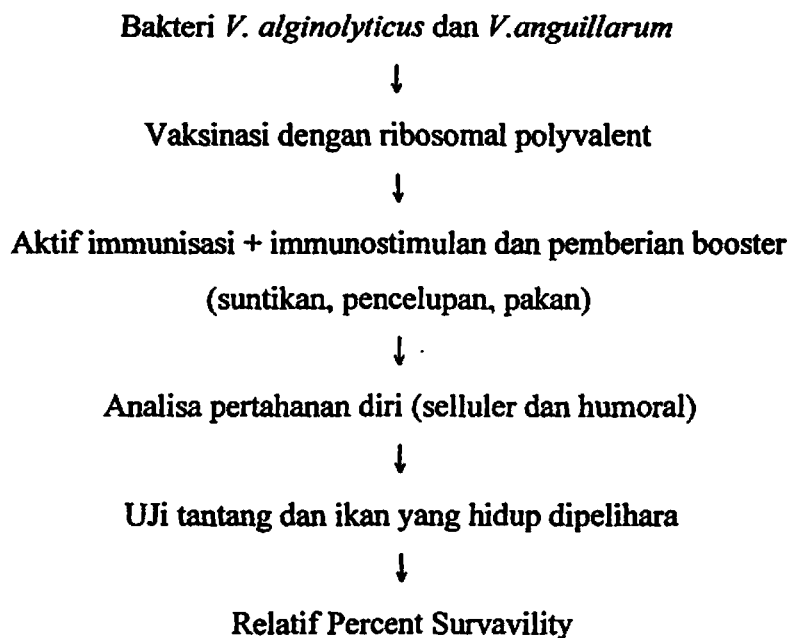 Bakteri V. alginolyticus dan V.anguillarum
↓
Vaksinasi dengan ribosomal polyvalent
↓
Aktif immunisasi + immunostimulan dan pemberian booster
(suntikan, pencelupan, pakan)
↓
Analisa pertahanan diri (selluler dan humoral)
↓
UJi tantang dan ikan yang hidup dipelihara
↓
Relatif Percent Survavility